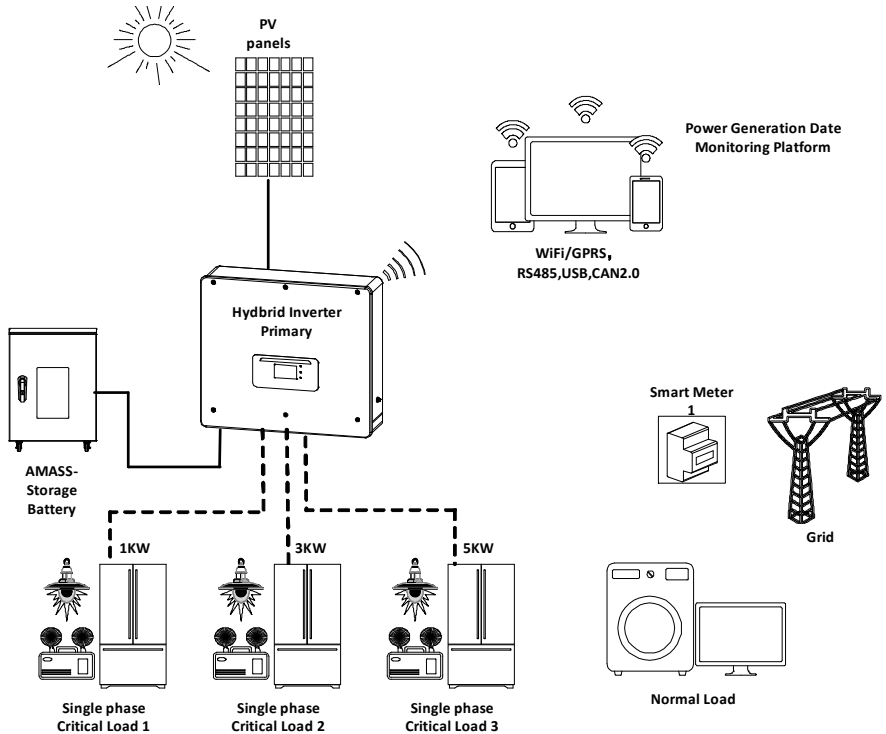 PV
panels
Power Generation Date
Monitoring Platform
WiFi/GPRS，
RS485,USB,CAN2.0
Hydbrid Inverter
Primary
Smart Meter
1
AMASS-
Storage
Battery
Grid
1KW
3KW
5KW
Single phase
Critical Load 1
Single phase
Critical Load 2
Single phase
Critical Load 3
Normal Load